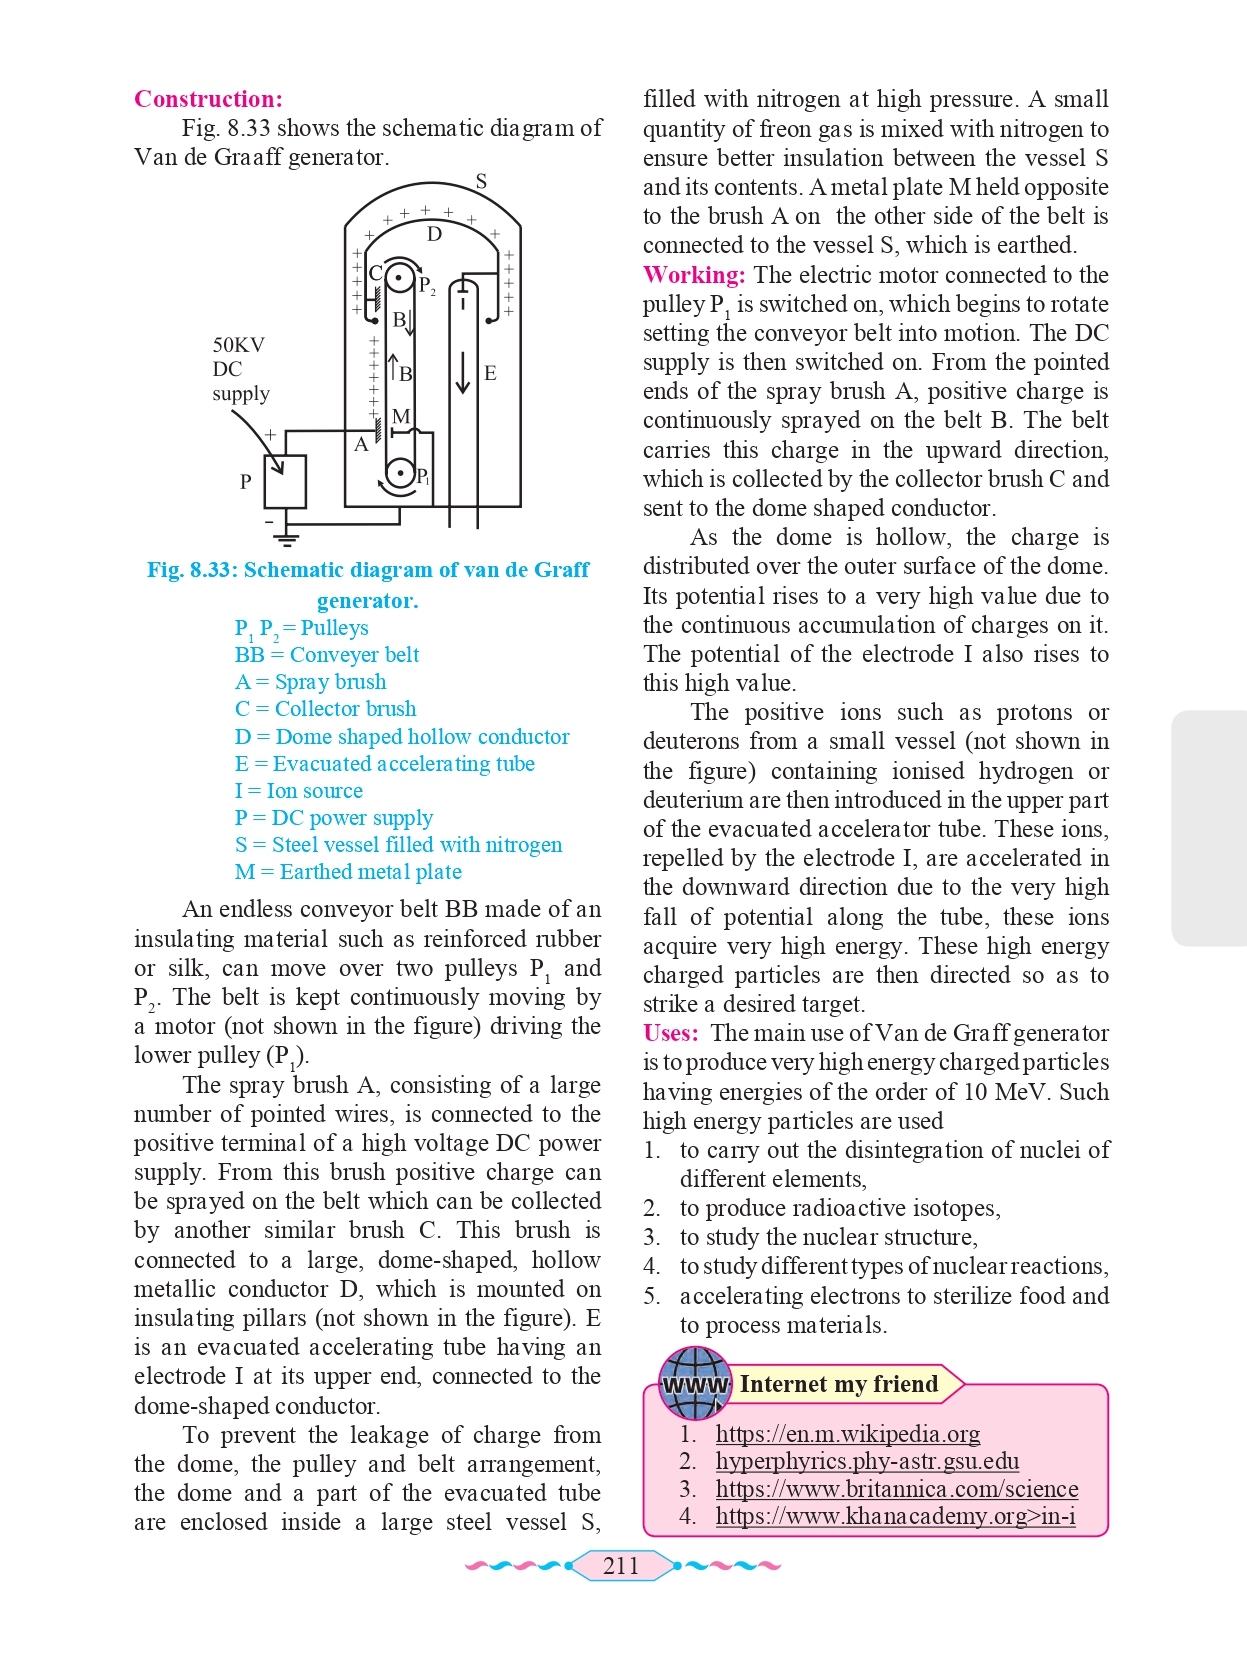 Construction:
Fig. 8.33 shows the schematic diagram of
Van de Graaff generator.
S
+ + + + +
D
C
P2
B
50KV
DC
supply
B
E
M
+
A
P
P1
I
-
Fig. 8.33: Schematic diagram of van de Graff
generator.
P1 P2 = Pulleys
BB = Conveyer belt
A = Spray brush
C = Collector brush
D = Dome shaped hollow conductor
E = Evacuated accelerating tube
I = Ion source
P = DC power supply
S = Steel vessel filled with nitrogen
M = Earthed metal plate
An endless conveyor belt BB made of an
insulating material such as reinforced rubber
or silk, can move over two pulleys P1 and
P2. The belt is kept continuously moving by
a motor (not shown in the figure) driving the
lower pulley (P1).
The spray brush A, consisting of a large
number of pointed wires, is connected to the
positive terminal of a high voltage DC power
supply. From this brush positive charge can
be sprayed on the belt which can be collected
by another similar brush C. This brush is
connected to a large, dome-shaped, hollow
metallic conductor D, which is mounted on
insulating pillars (not shown in the figure). E
is an evacuated accelerating tube having an
electrode I at its upper end, connected to the
dome-shaped conductor.
To prevent the leakage of charge from
the dome, the pulley and belt arrangement,
the dome and a part of the evacuated tube
are enclosed inside a large steel vessel S,
filled with nitrogen at high pressure. A small
quantity of freon gas is mixed with nitrogen to
ensure better insulation between the vessel S
and its contents. A metal plate M held opposite
to the brush A on the other side of the belt is
connected to the vessel S, which is earthed.
Working: The electric motor connected to the
pulley P1 is switched on, which begins to rotate
setting the conveyor belt into motion. The DC
supply is then switched on. From the pointed
ends of the spray brush A, positive charge is
continuously sprayed on the belt B. The belt
carries this charge in the upward direction,
which is collected by the collector brush C and
sent to the dome shaped conductor.
As the dome is hollow, the charge is
distributed over the outer surface of the dome.
Its potential rises to a very high value due to
the continuous accumulation of charges on it.
The potential of the electrode I also rises to
this high value.
The positive ions such as protons or
deuterons from a small vessel (not shown in
the figure) containing ionised hydrogen or
deuterium are then introduced in the upper part
of the evacuated accelerator tube. These ions,
repelled by the electrode I, are accelerated in
the downward direction due to the very high
fall of potential along the tube, these ions
acquire very high energy. These high energy
charged particles are then directed so as to
strike a desired target.
Uses: The main use of Van de Graff generator
is to produce very high energy charged particles
having energies of the order of 10 MeV. Such
high energy particles are used
1. to carry out the disintegration of nuclei of
different elements,
2. to produce radioactive isotopes,
3. to study the nuclear structure,
4. to study different types of nuclear reactions,
5. accelerating electrons to sterilize food and
to process materials.
www Internet my friend
1. https://en.m.wikipedia.org
2. hyperphyrics.phy-astr.gsu.edu
3. https://www.britannica.com/science
4. https://www.khanacademy.org>in-i
211